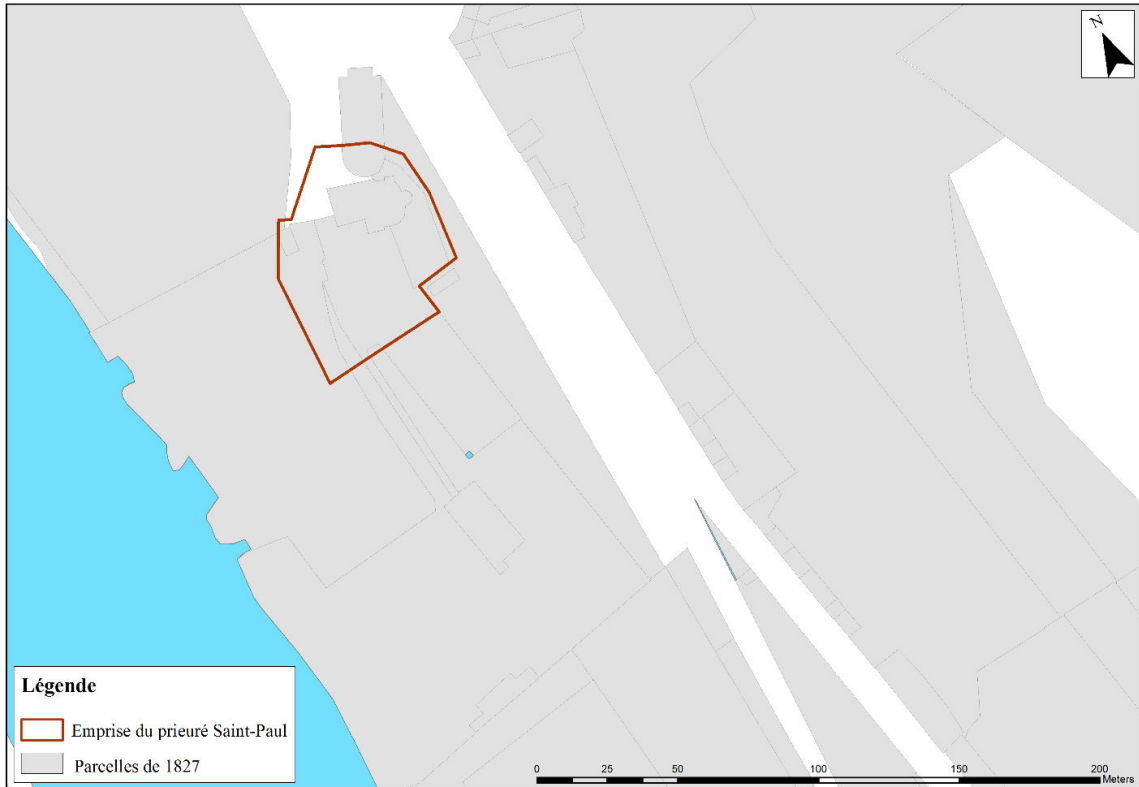 N
Légende
Emprise du prieuré Saint-Paul
Parcelles de 1827
0 25 50 100 150 200
Meters